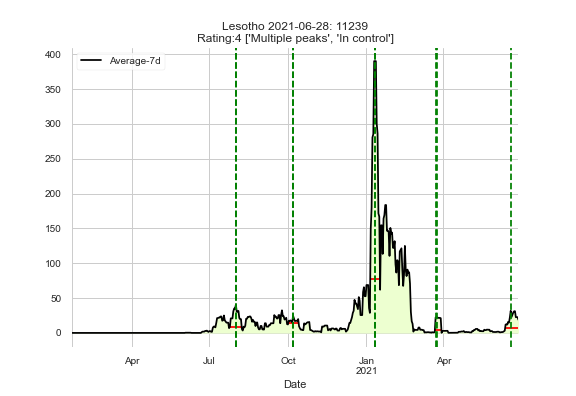 Lesotho 2021-06-28: 11239
Rating:4 ['Multiple peaks', 'In control']
Average-7d
400
350
300
250
200
150
100
50
0
Apr Jul Oct Jan Apr
2021
Date